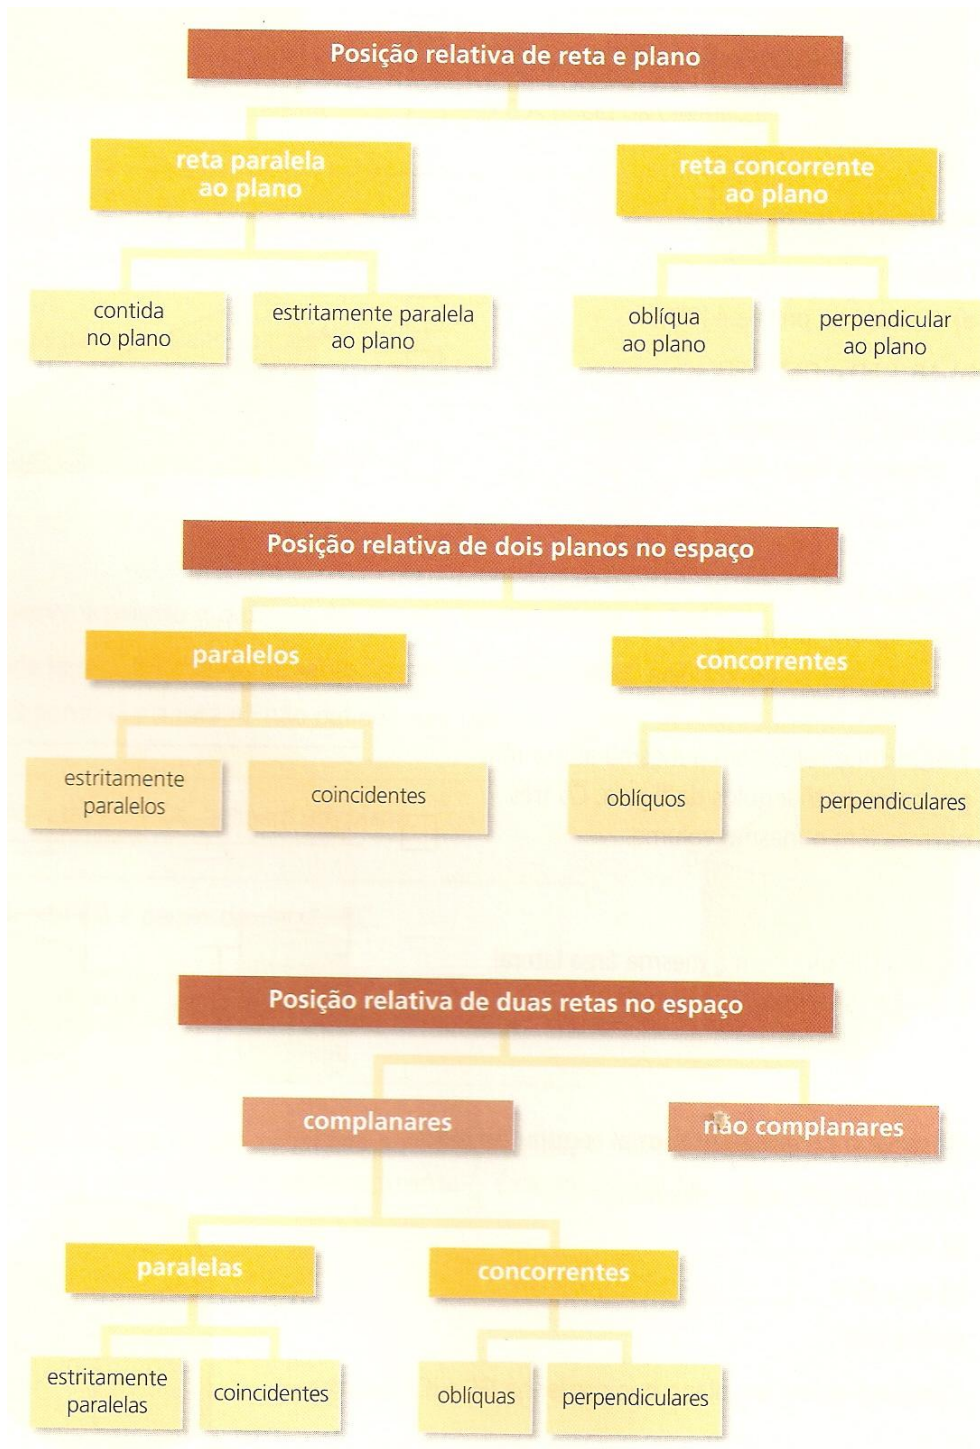 Posição relativa de reta e plano
reta paralela
ao plano
reta concorrente
ao plano
contida
no plano
estritamente paralela
ao plano
oblíqua
ao plano
perpendicular
ao plano
Posição relativa de dois planos no espaço
paralelos
concorrentes
estritamente
paralelos
coincidentes
oblíquos
perpendiculares
Posição relativa de duas retas no espaço
complanares
não complanares
paralelas
concorrentes
estritamente
paralelas
coincidentes
oblíquas
perpendiculares